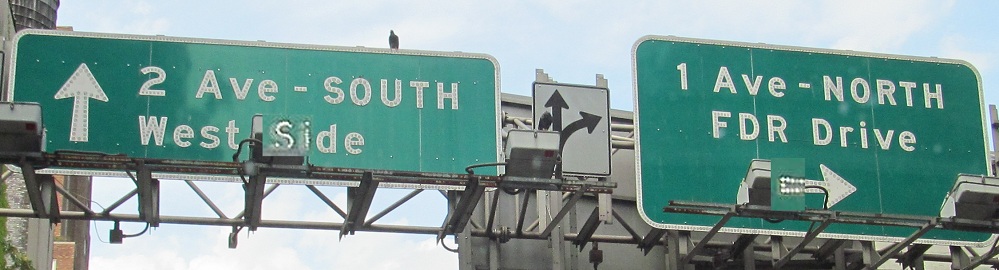 2 Ave - SOUTH
West Side
1 Ave - NORTH
FDR Drive